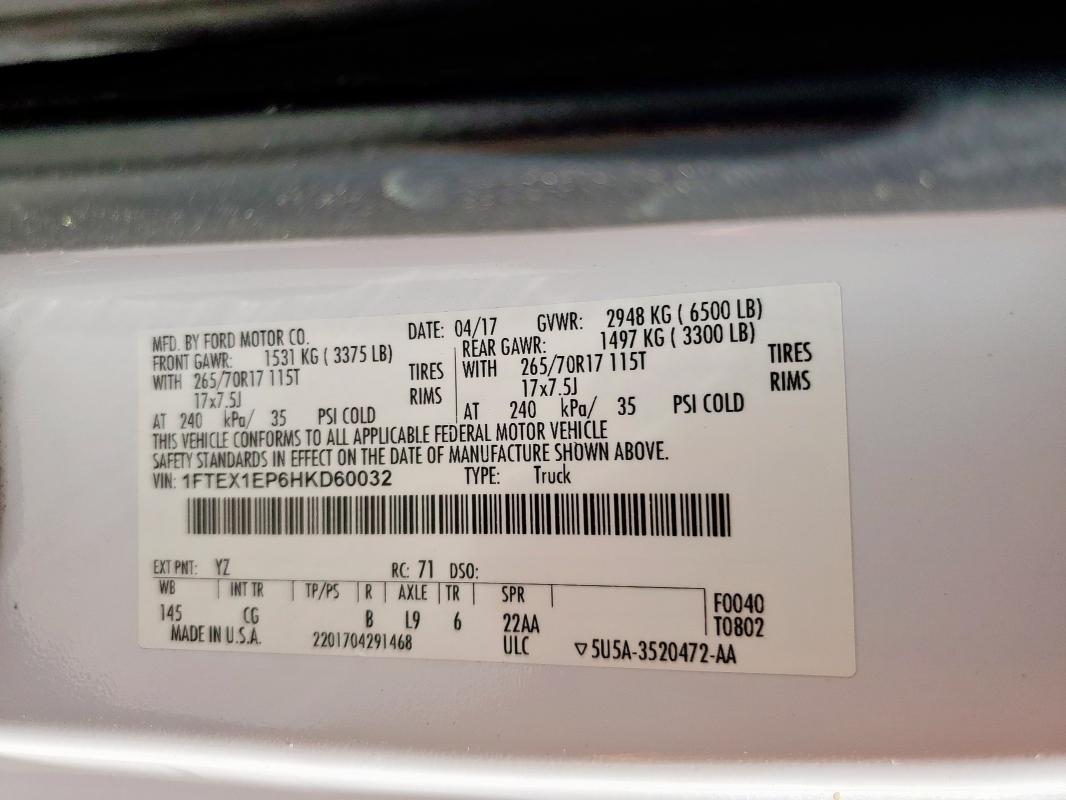 MFD. BY FORD MOTOR CO. DATE: 04/17 GVWR: 2948 KG ( 6500 LB)
FRONT GAWR: 1531 KG ( 3375 LB) REAR GAWR: 1497 KG ( 3300 LB)
WITH 265/70R17 115T TIRES WITH 265/70R17 115T TIRES
17x7.5J RIMS 17x7.5J RIMS
AT 240 kPa/ 35 PSI COLD AT 240 kPa/ 35 PSI COLD
THIS VEHICLE CONFORMS TO ALL APPLICABLE FEDERAL MOTOR VEHICLE
SAFETY STANDARDS IN EFFECT ON THE DATE OF MANUFACTURE SHOWN ABOVE.
VIN: 1FTEX1EP6HKD60032 TYPE: Truck
EXT PNT: YZ RC: 71 DSO:
WB INT TR TP/PS R AXLE TR SPR F0040
145 CG B L9 6 22AA T0802
MADE IN U.S.A. 2201704291468 ULC ▽5U5A-3520472-AA